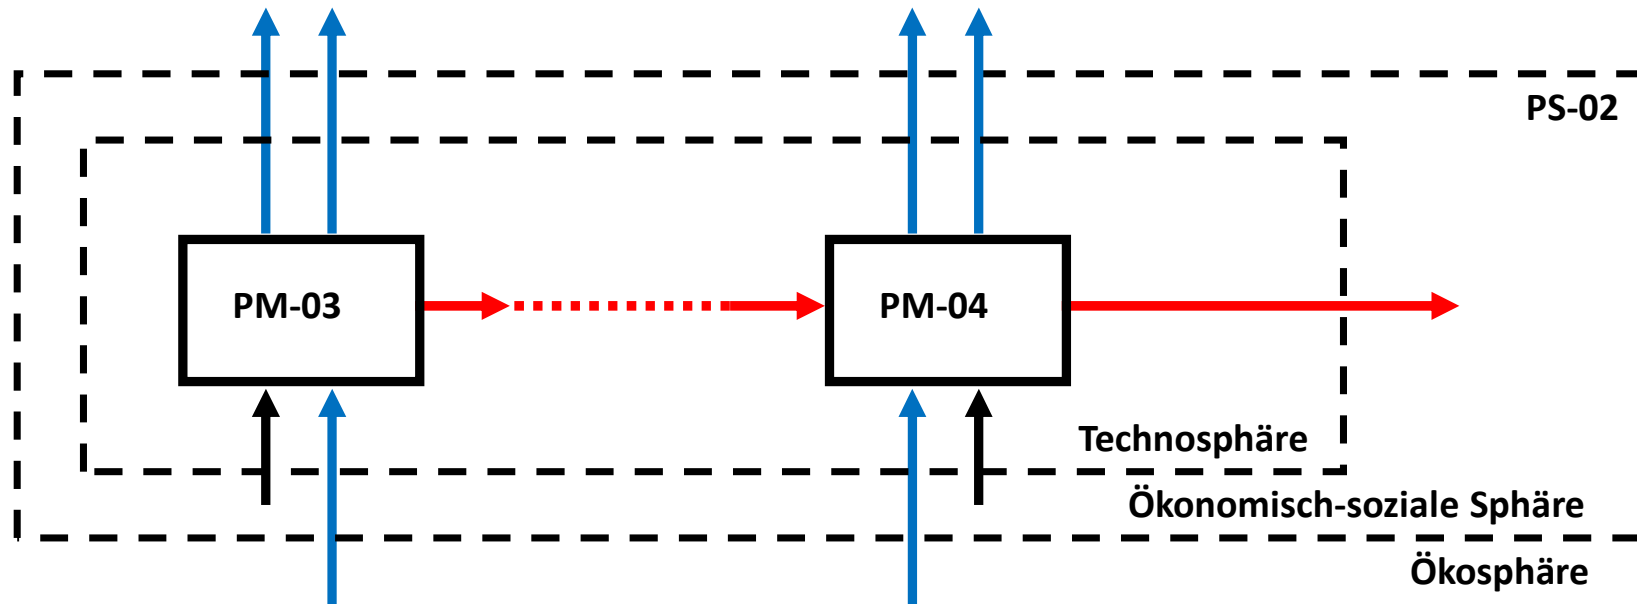 PS-02
PM-03
PM-04
Technosphäre
Ökonomisch-soziale Sphäre
Ökosphäre